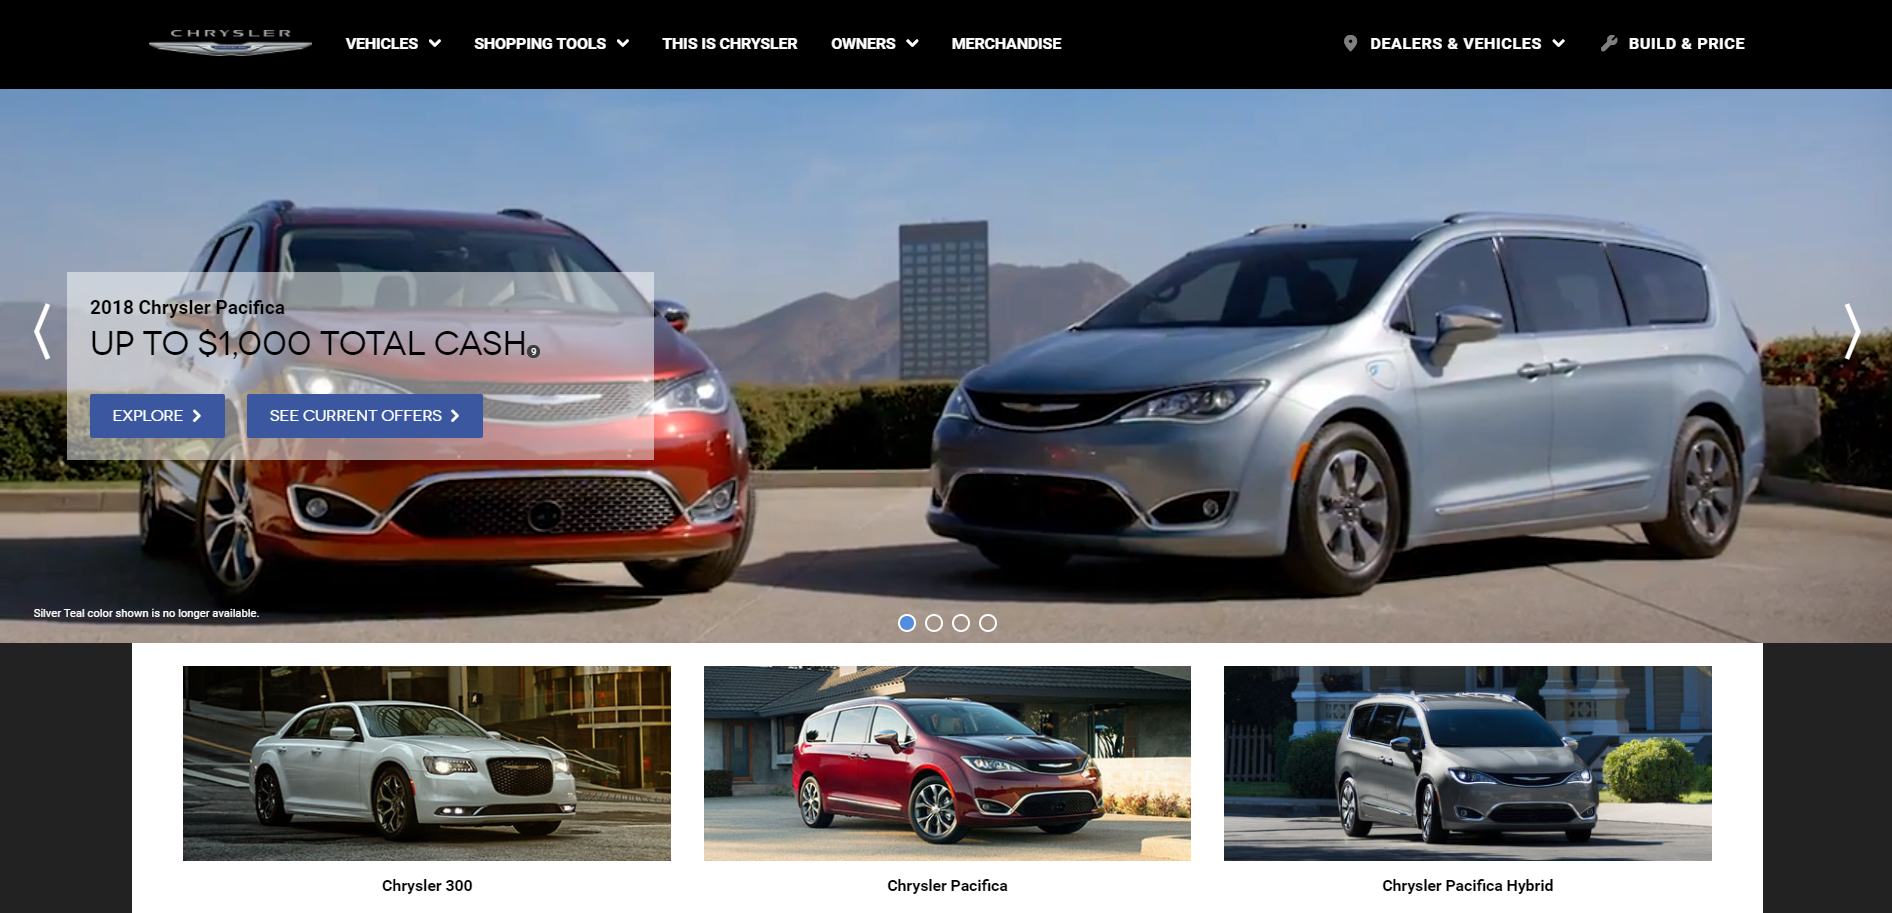 CHRYSLER
VEHICLES
SHOPPING TOOLS
THIS IS CHRYSLER
OWNERS
MERCHANDISE
DEALERS & VEHICLES
BUILD & PRICE
2018 Chrysler Pacifica
UP TO $1,000 TOTAL CASH 9
EXPLORE
SEE CURRENT OFFERS
Silver Teal color shown is no longer available.
Chrysler 300
Chrysler Pacifica
Chrysler Pacifica Hybrid